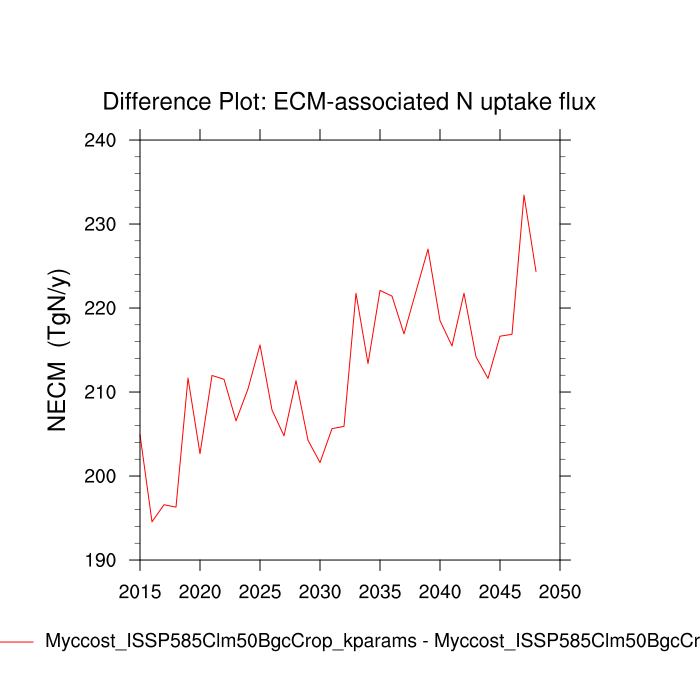 Difference Plot: ECM-associated N uptake flux
240
230
220
210
200
190
NECM (TgN/y)
2015 2020 2025 2030 2035 2040 2045 2050
Myccost_ISSP585Clm50BgcCrop_kparams - Myccost_ISSP585Clm50BgcCr